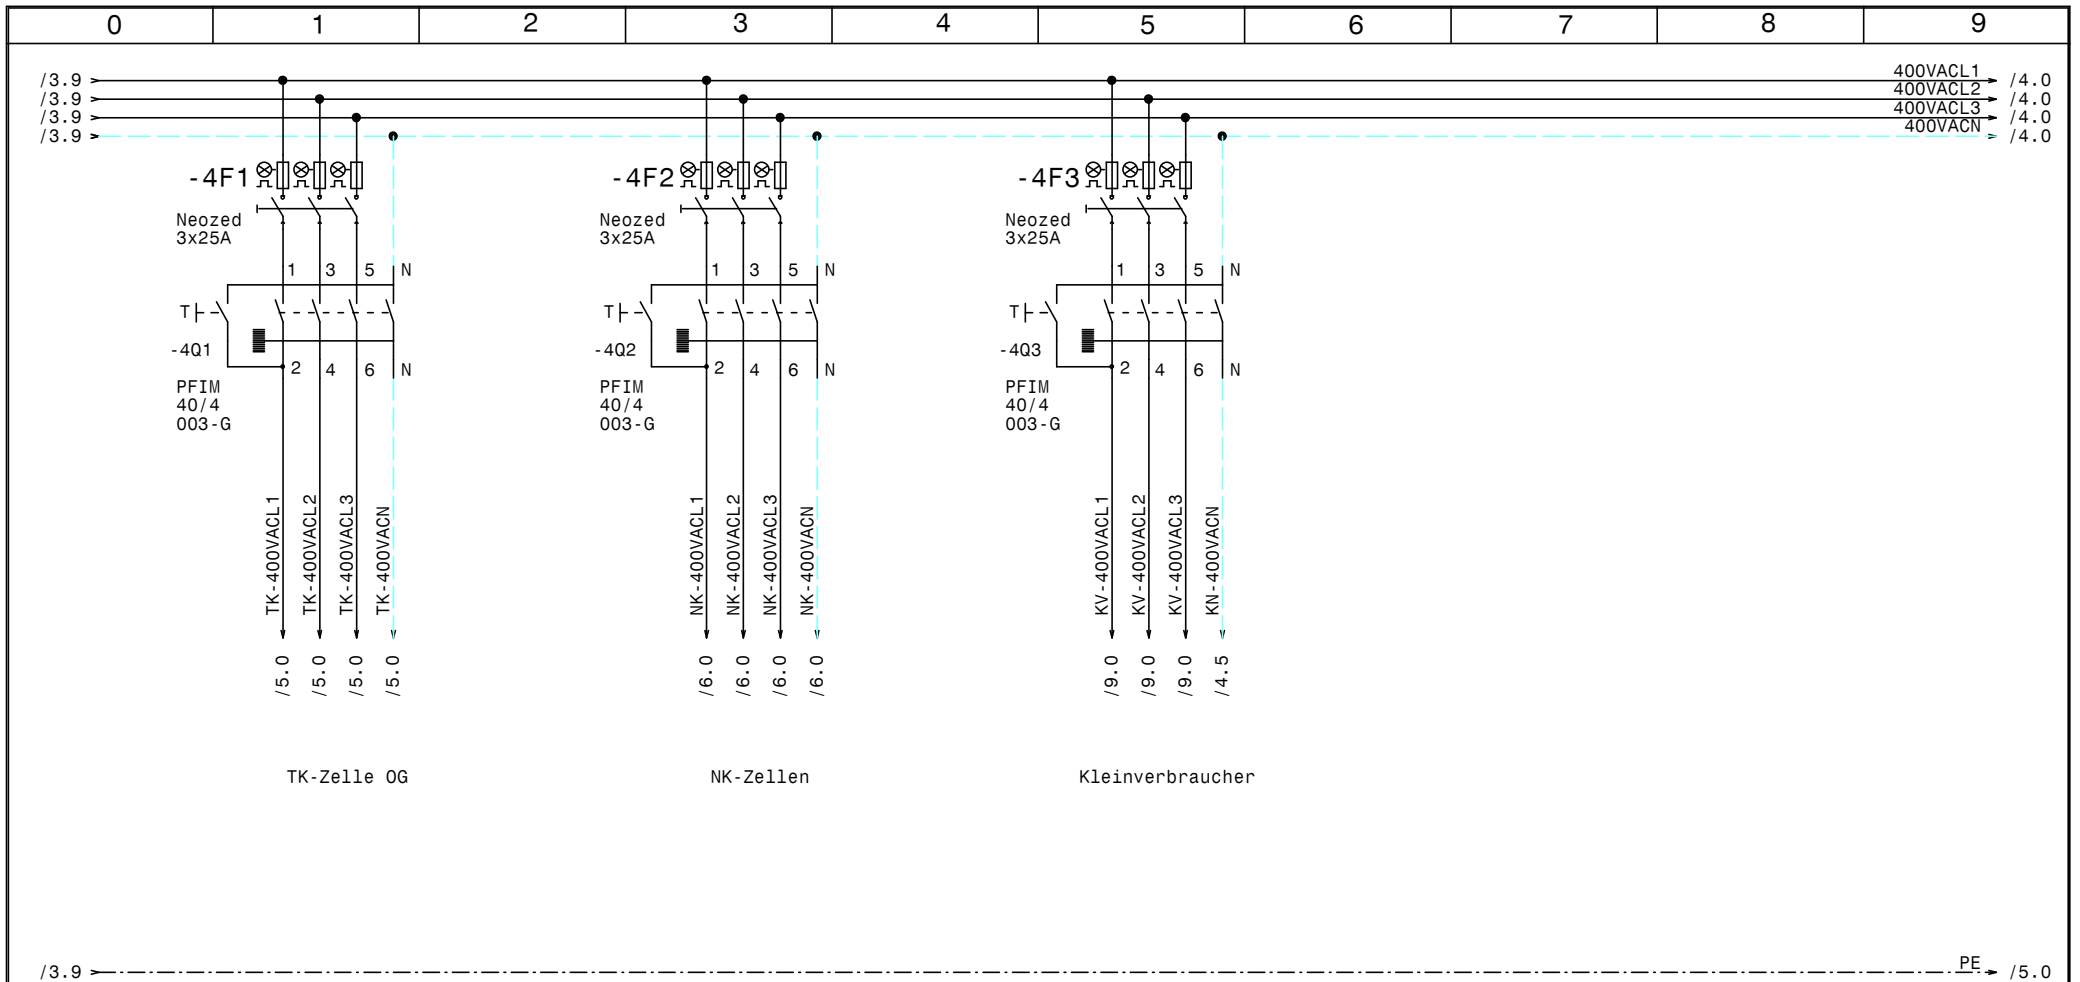 0 1 2 3 4 5 6 7 8 9
/3.9 400VACL1 /4.0
/3.9 400VACL2 /4.0
/3.9 400VACL3 /4.0
/3.9 400VACN /4.0
-4F1 -4F2 -4F3
Neozed Neozed Neozed
3x25A 3x25A 3x25A
1 3 5 N 1 3 5 N 1 3 5 N
T T T
-4Q1 -4Q2 -4Q3
2 4 6 N 2 4 6 N 2 4 6 N
PFIM PFIM PFIM
40/4 40/4 40/4
003-G 003-G 003-G
TK-400VACL1
TK-400VACL2
TK-400VACL3
TK-400VACN
NK-400VACL1
NK-400VACL2
NK-400VACL3
NK-400VACN
KV-400VACL1
KV-400VACL2
KV-400VACL3
KN-400VACN
/5.0 /5.0 /5.0 /5.0 /6.0 /6.0 /6.0 /6.0 /9.0 /9.0 /9.0 /4.5
TK-Zelle OG NK-Zellen Kleinverbraucher
/3.9 PE /5.0